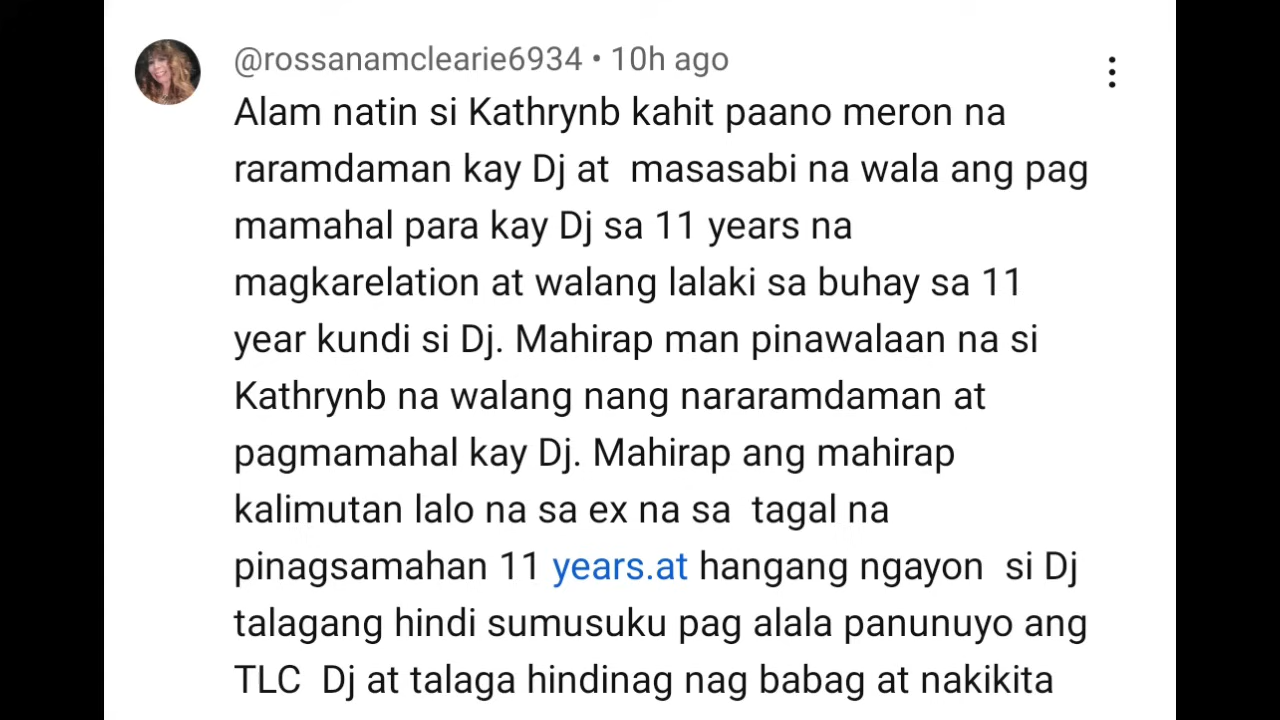 @rossanamclearie6934 • 10h ago
Alam natin si Kathrynb kahit paano meron na
raramdaman kay Dj at  masasabi na wala ang pag
mamahal para kay Dj sa 11 years na
magkarelation at walang lalaki sa buhay sa 11
year kundi si Dj. Mahirap man pinawalaan na si
Kathrynb na walang nang nararamdaman at
pagmamahal kay Dj. Mahirap ang mahirap
kalimutan lalo na sa ex na sa  tagal na
pinagsamahan 11 years.at hangang ngayon  si Dj
talagang hindi sumusuku pag alala panunuyo ang
TLC  Dj at talaga hindinag nag babag at nakikita